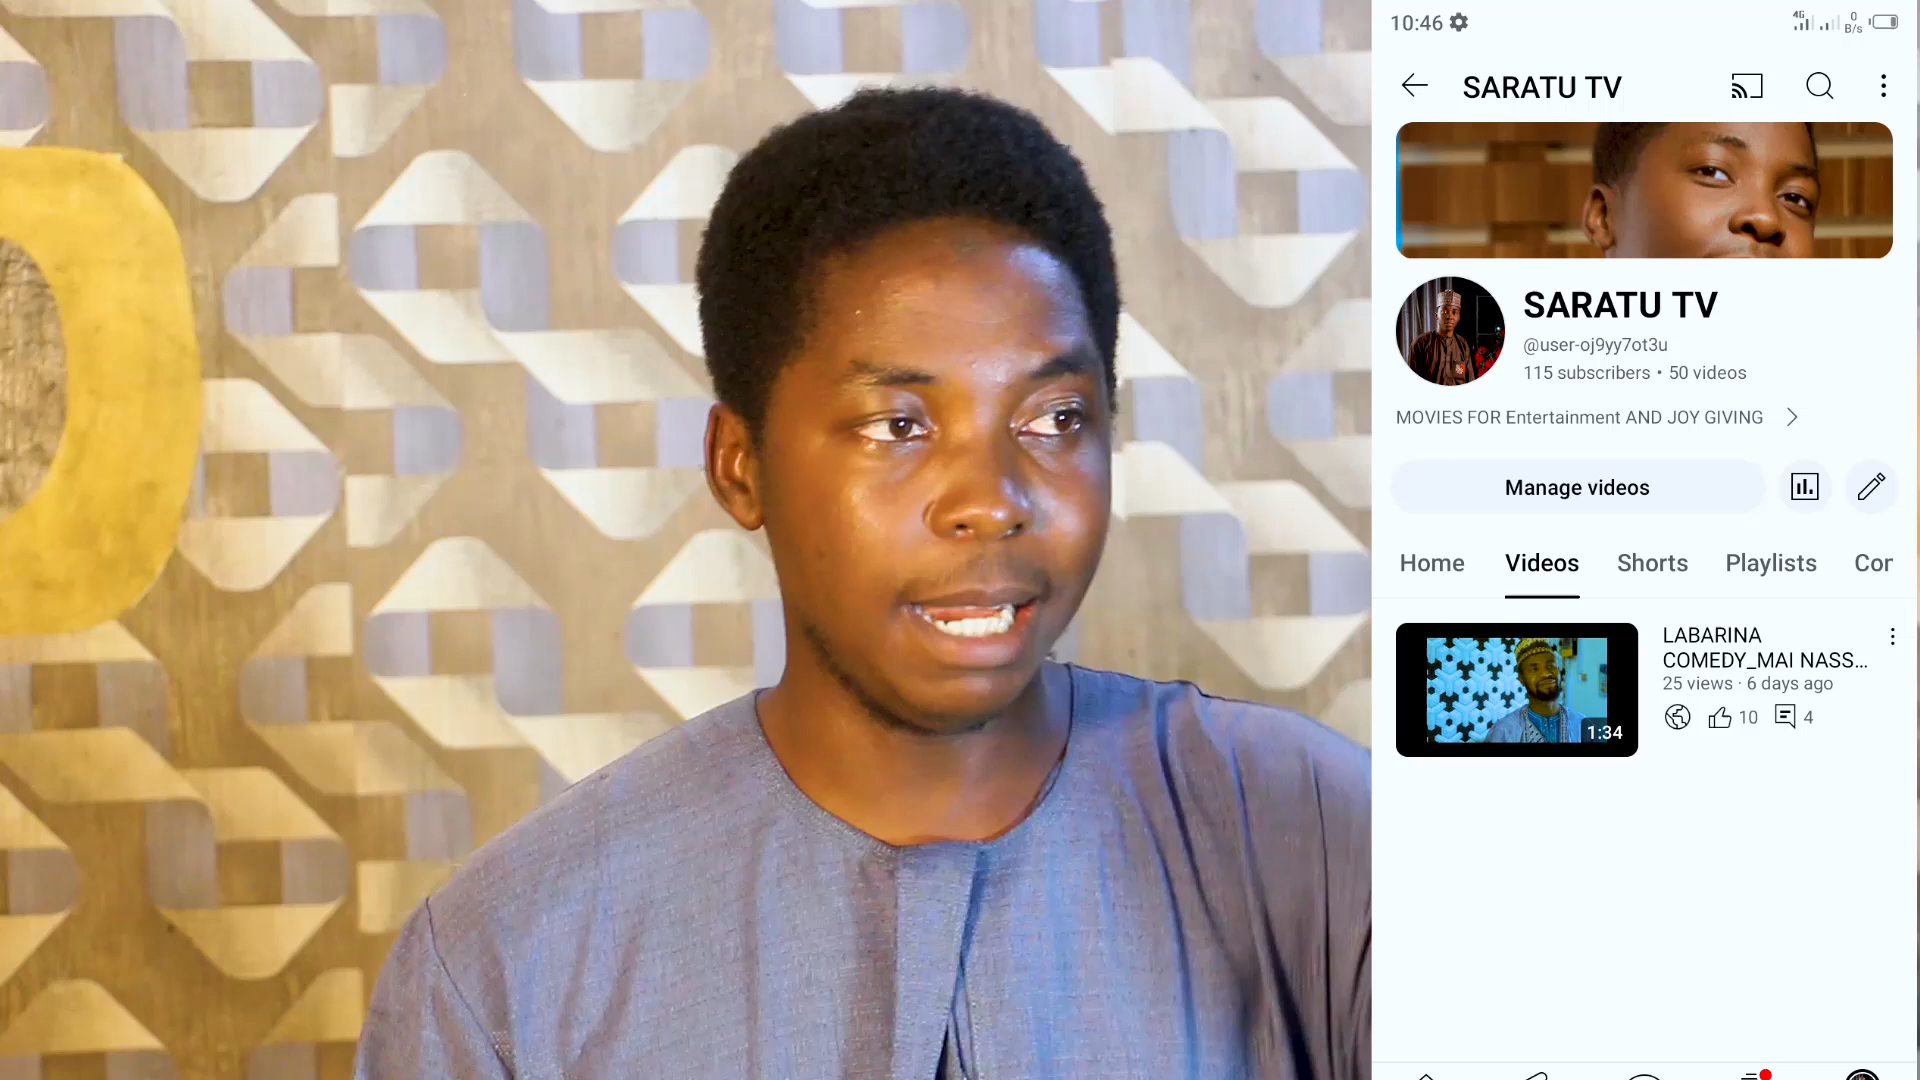 10:46
4G
0
B/s
SARATU TV
SARATU TV
@user-oj9yy7ot3u
115 subscribers • 50 videos
MOVIES FOR Entertainment AND JOY GIVING
Manage videos
Home Videos Shorts Playlists Cor
LABARINA
COMEDY_MAI NASS...
25 views · 6 days ago
10 4
1:34